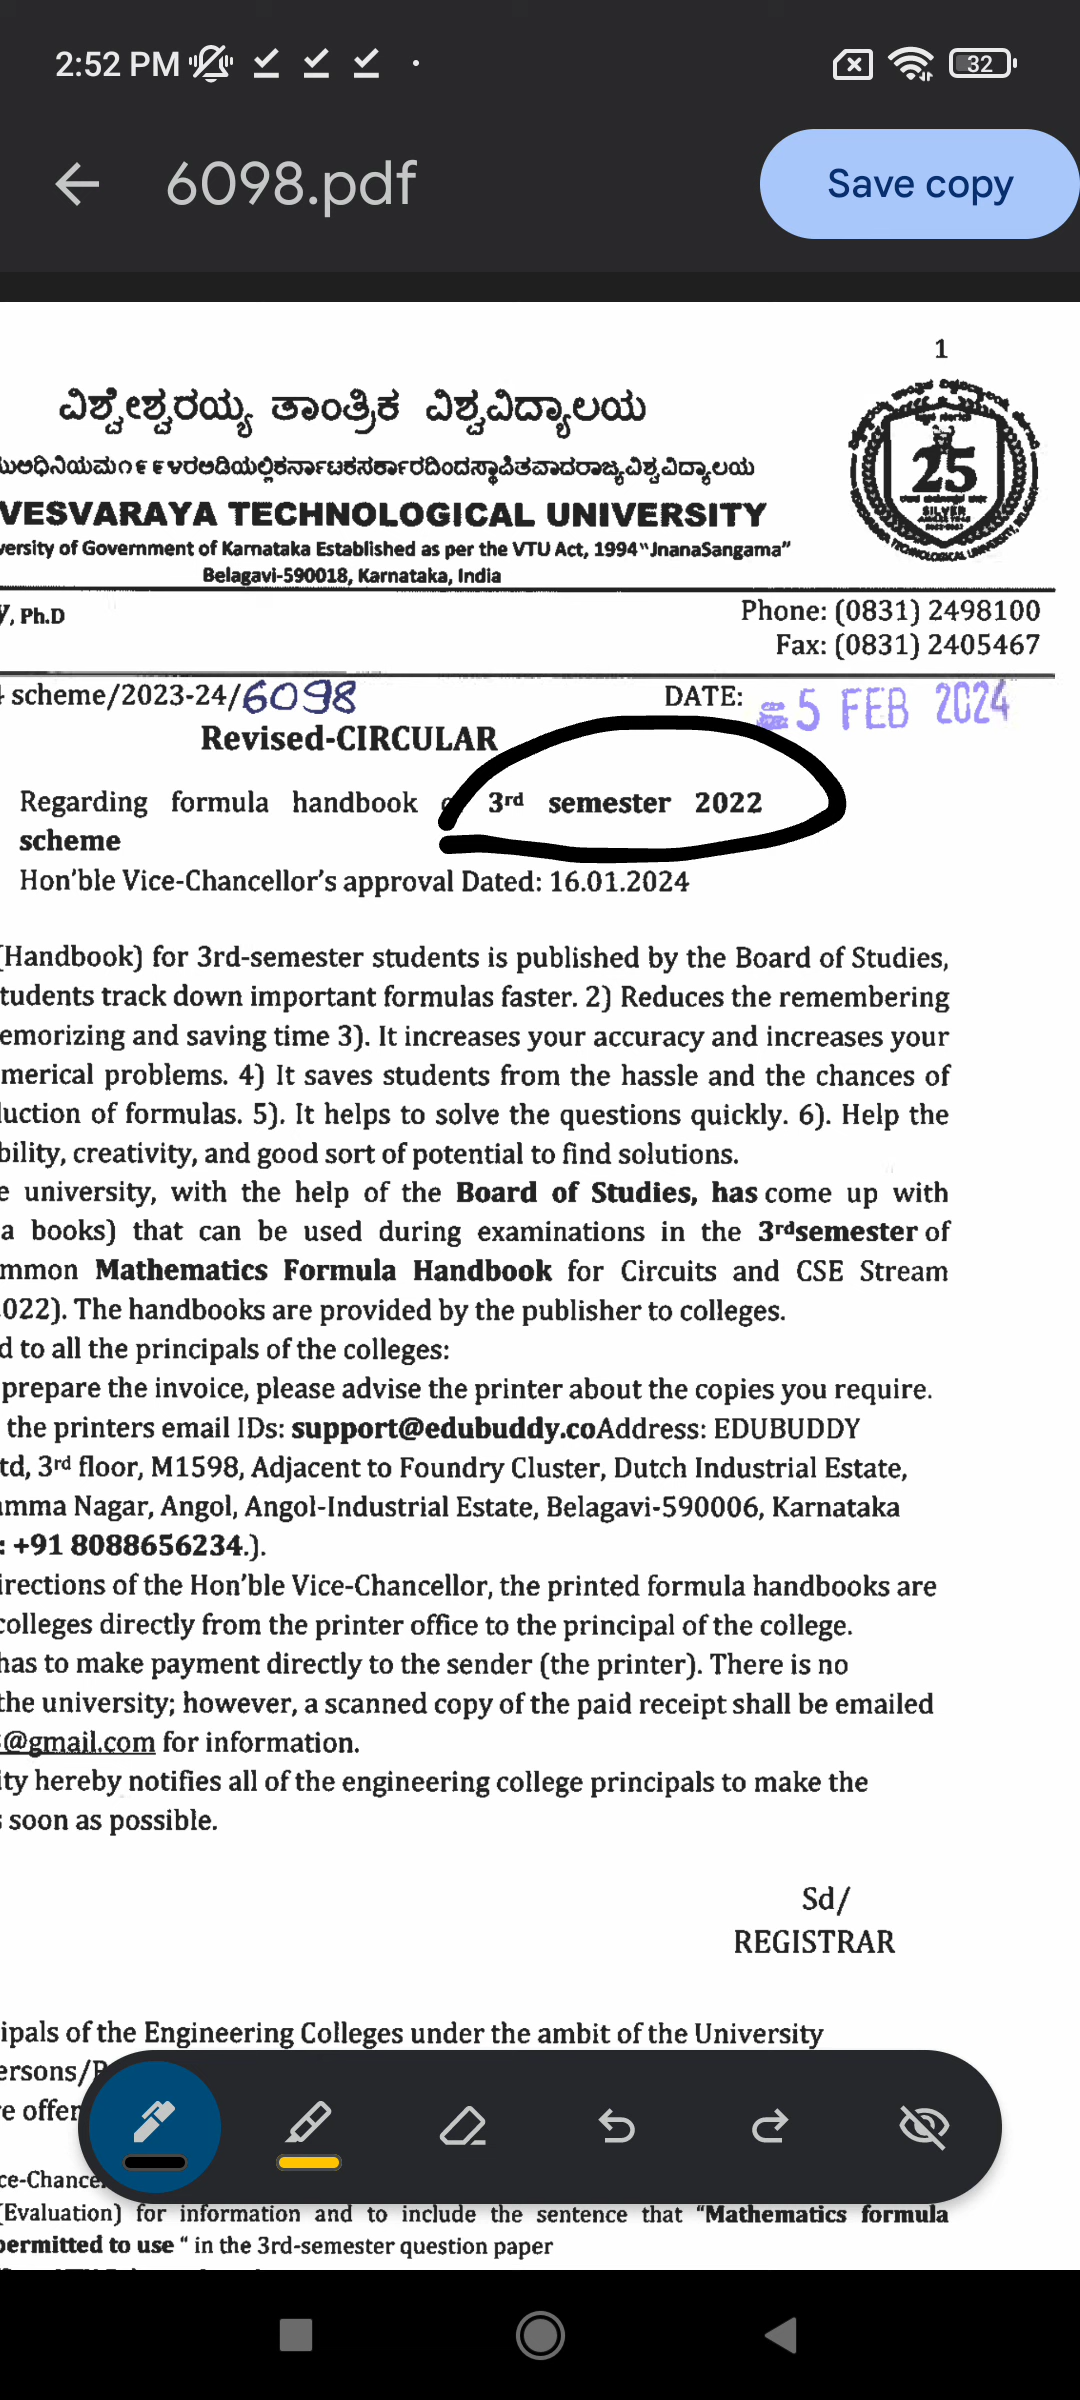 2:52 PM
32
6098.pdf
Save copy
1
ವಿಶ್ವೇಶ್ವರಯ್ಯ ತಾಂತ್ರಿಕ ವಿಶ್ವವಿದ್ಯಾಲಯ
VESVARAYA TECHNOLOGICAL UNIVERSITY
versity of Government of Karnataka Established as per the VTU Act, 1994“JnanaSangama”
Belagavi-590018, Karnataka, India
25
SILVER
y, Ph.D
Phone: (0831) 2498100
Fax: (0831) 2405467
scheme/2023-24/6098
DATE: 5 FEB 2024
Revised-CIRCULAR
Regarding formula handbook 3rd semester 2022
scheme
Hon'ble Vice-Chancellor's approval Dated: 16.01.2024
(Handbook) for 3rd-semester students is published by the Board of Studies,
tudents track down important formulas faster. 2) Reduces the remembering
emorizing and saving time 3). It increases your accuracy and increases your
merical problems. 4) It saves students from the hassle and the chances of
luction of formulas. 5). It helps to solve the questions quickly. 6). Help the
bility, creativity, and good sort of potential to find solutions.
e university, with the help of the Board of Studies, has come up with
a books) that can be used during examinations in the 3rdsemester of
mmon Mathematics Formula Handbook for Circuits and CSE Stream
022). The handbooks are provided by the publisher to colleges.
d to all the principals of the colleges:
prepare the invoice, please advise the printer about the copies you require.
the printers email IDs: support@edubuddy.coAddress: EDUBUDDY
td, 3rd floor, M1598, Adjacent to Foundry Cluster, Dutch Industrial Estate,
amma Nagar, Angol, Angol-Industrial Estate, Belagavi-590006, Karnataka
: +91 8088656234.).
irections of the Hon'ble Vice-Chancellor, the printed formula handbooks are
colleges directly from the printer office to the principal of the college.
has to make payment directly to the sender (the printer). There is no
the university; however, a scanned copy of the paid receipt shall be emailed
@gmail.com for information.
ity hereby notifies all of the engineering college principals to make the
s soon as possible.
Sd/
REGISTRAR
ipals of the Engineering Colleges under the ambit of the University
ersons/
e offer
ce-Chance
(Evaluation) for information and to include the sentence that “Mathematics formula
permitted to use “ in the 3rd-semester question paper